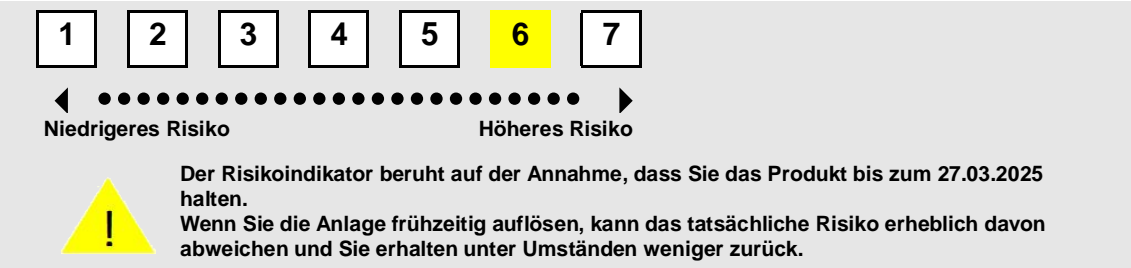 1 2 3 4 5 6 7
Niedrigeres Risiko Höheres Risiko
Der Risikoindikator beruht auf der Annahme, dass Sie das Produkt bis zum 27.03.2025
halten.
Wenn Sie die Anlage frühzeitig auflösen, kann das tatsächliche Risiko erheblich davon
abweichen und Sie erhalten unter Umständen weniger zurück.
!